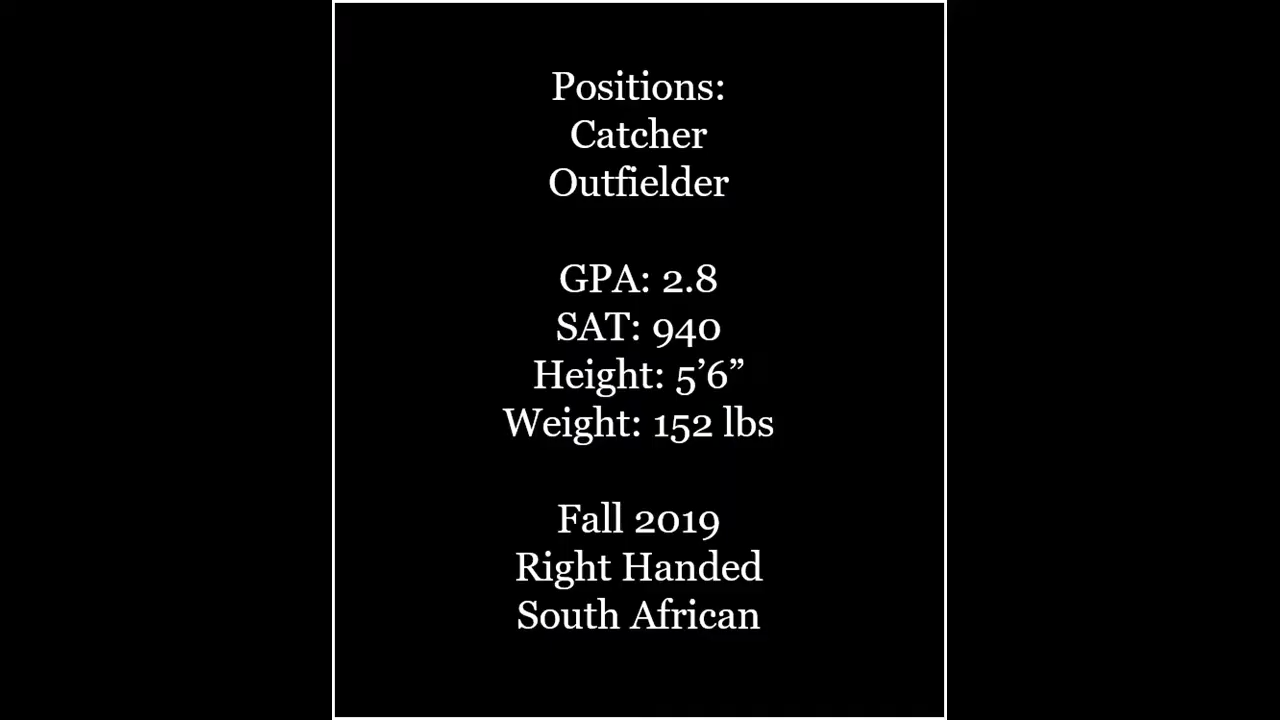 Positions:
Catcher
Outfielder
GPA: 2.8
SAT: 940
Height: 5’6”
Weight: 152 lbs
Fall 2019
Right Handed
South African